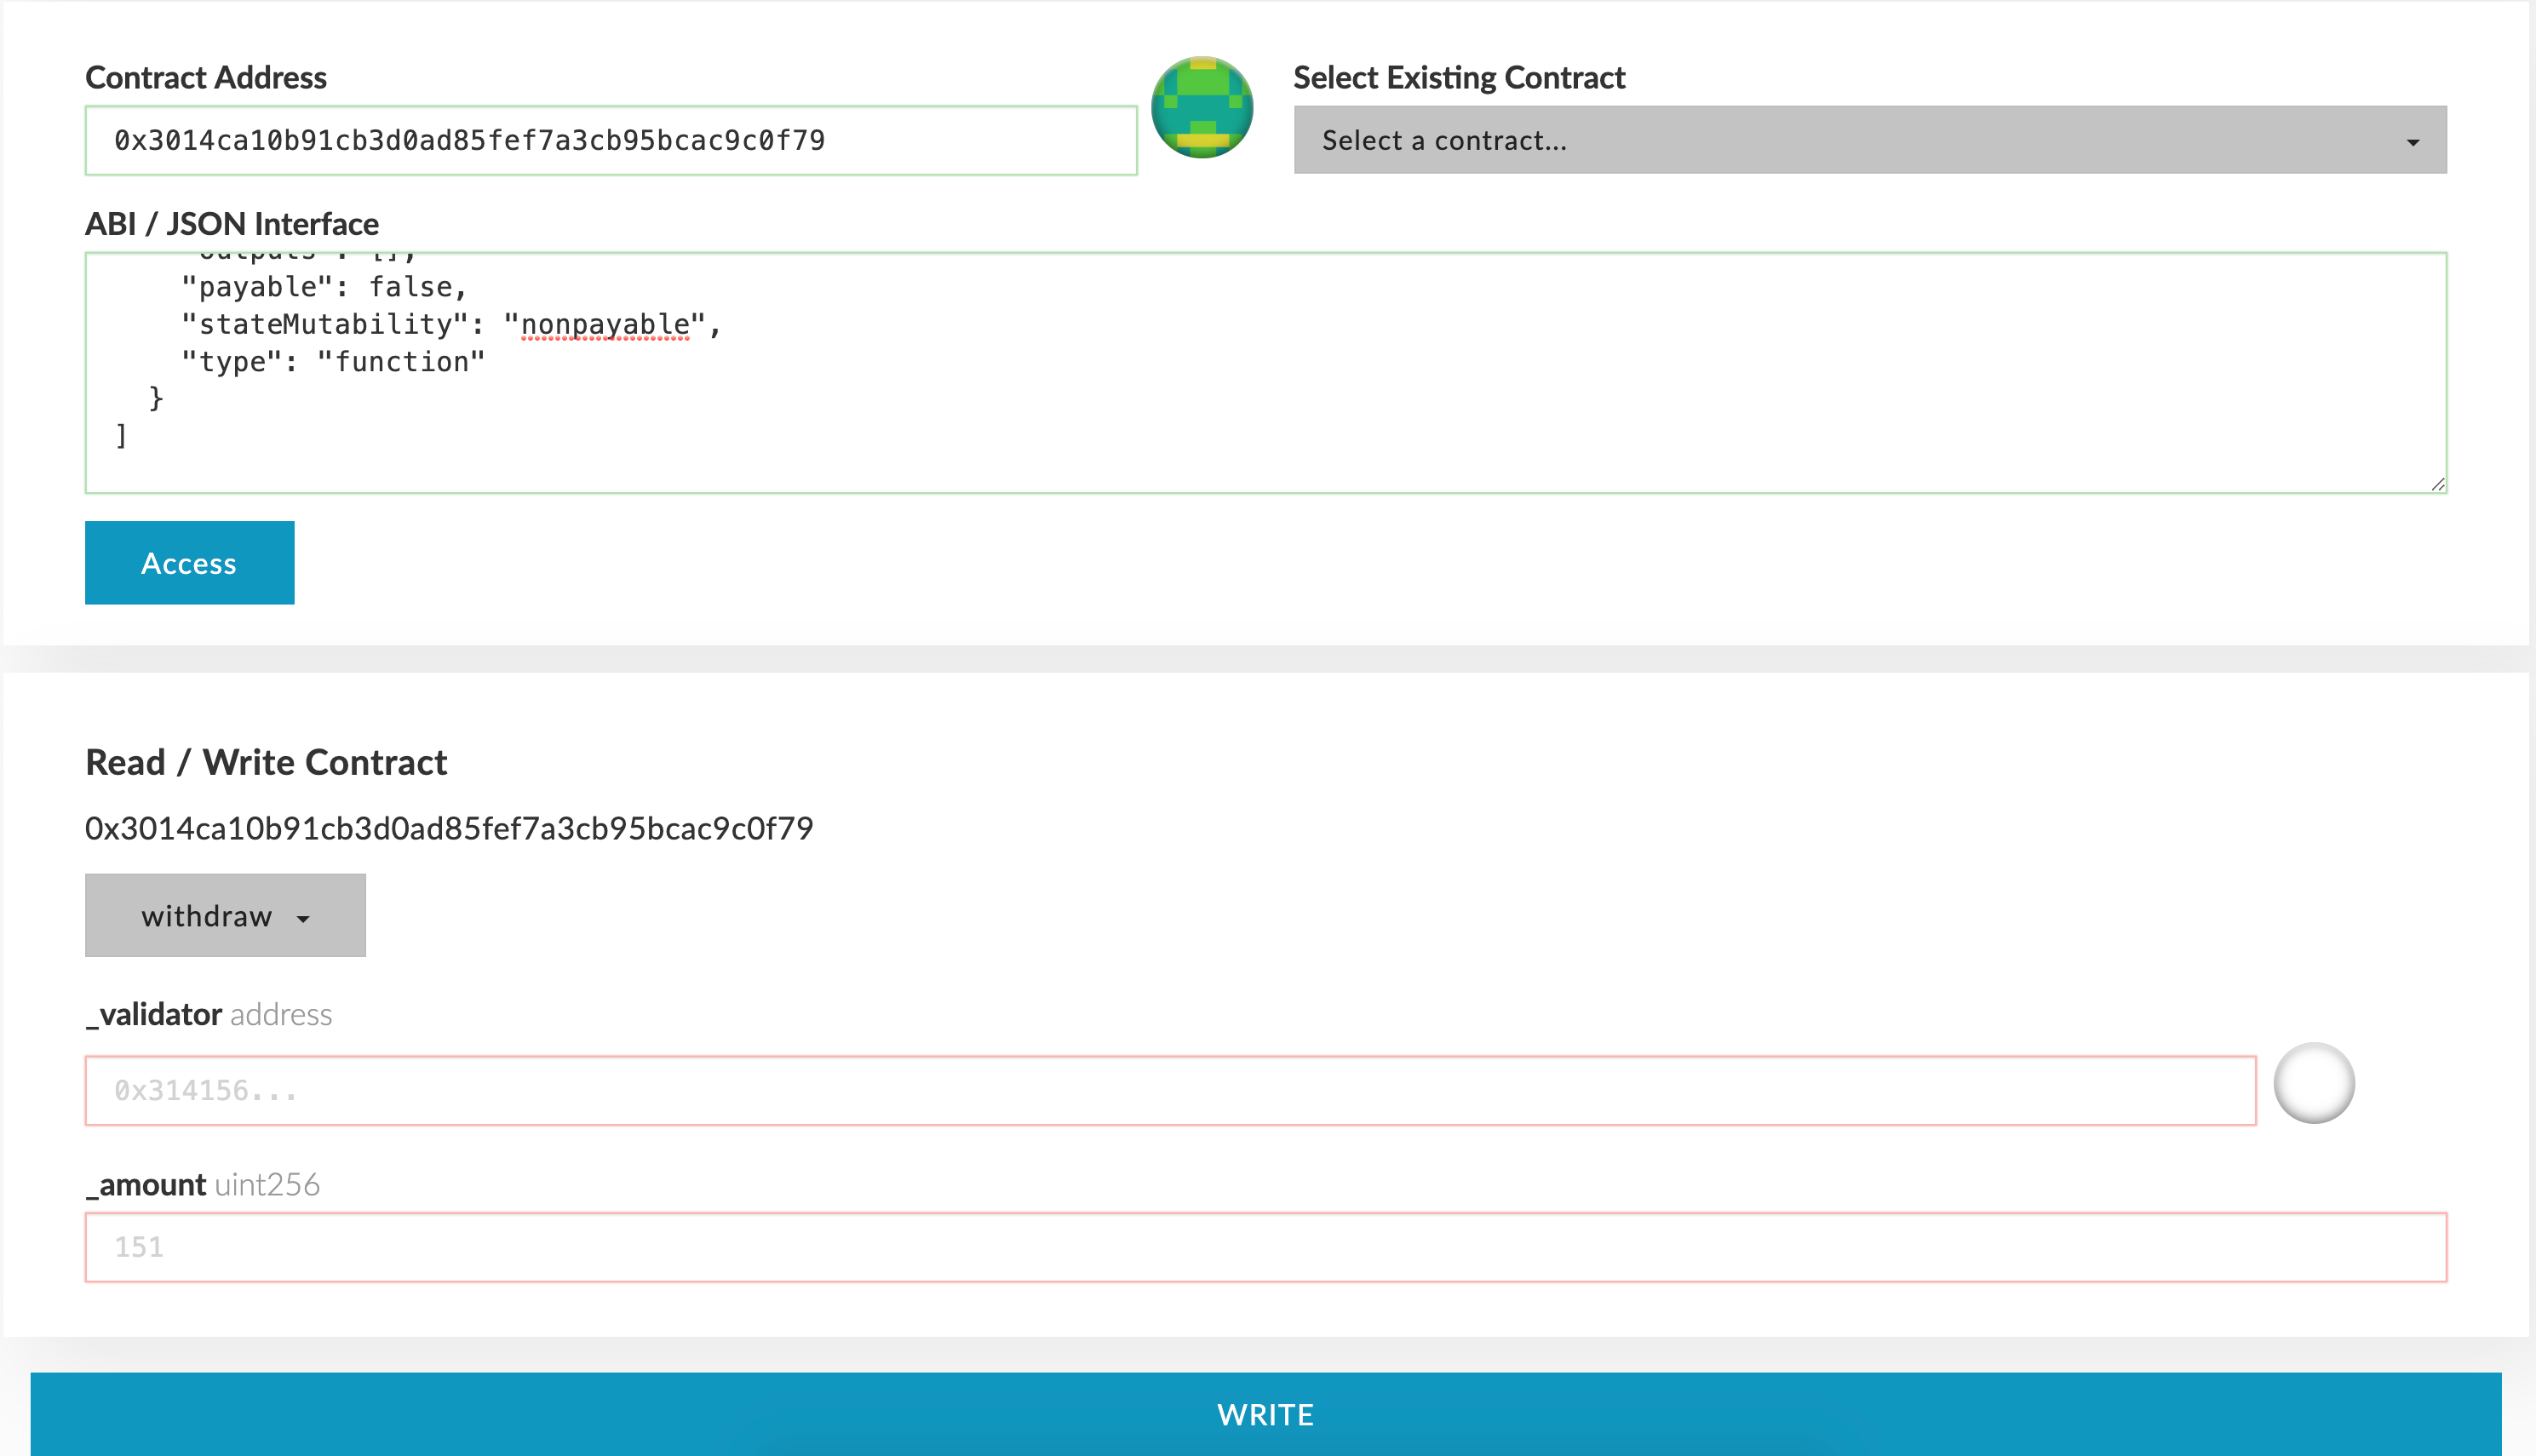 Contract Address
Select Existing Contract
0x3014ca10b91cb3d0ad85fef7a3cb95bcac9c0f79
Select a contract...
ABI / JSON Interface
"outputs": [],
"payable": false,
"stateMutability": "nonpayable",
"type": "function"
}
]
Access
Read / Write Contract
0x3014ca10b91cb3d0ad85fef7a3cb95bcac9c0f79
withdraw
_validator address
0x314156...
_amount uint256
151
WRITE